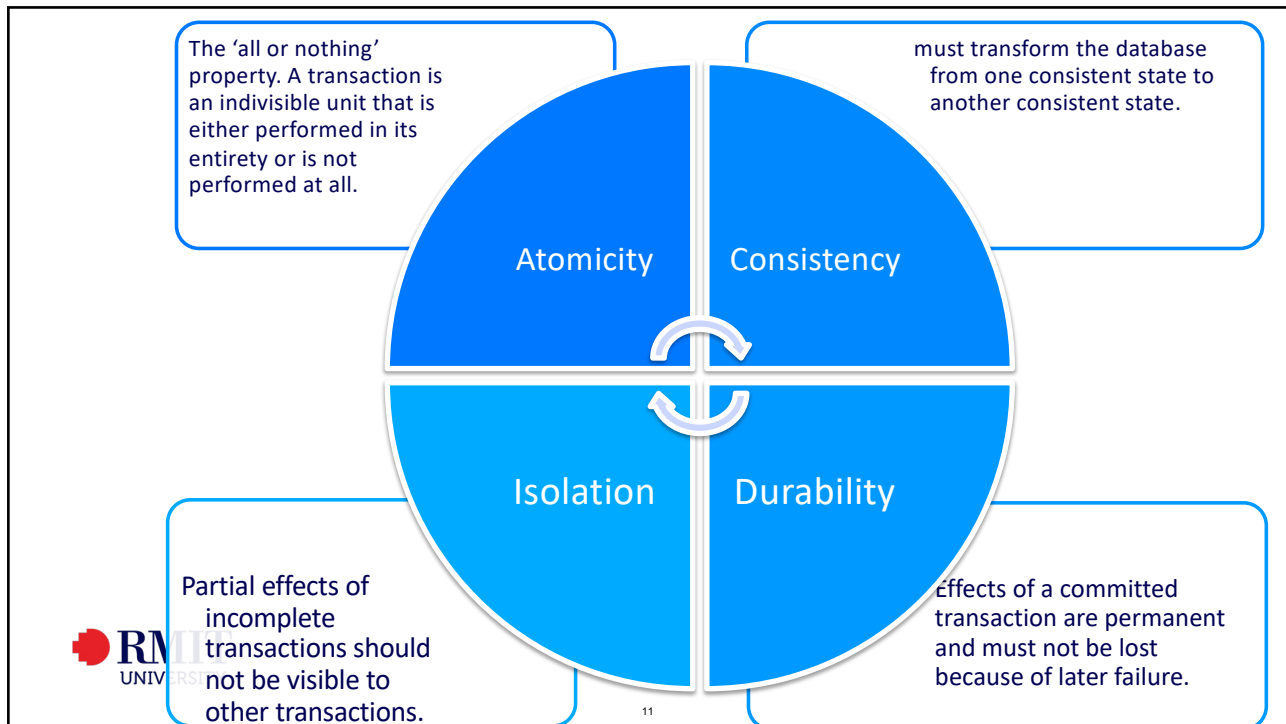 The ‘all or nothing’
property. A transaction is
an indivisible unit that is
either performed in its
entirety or is not
performed at all.
must transform the database
from one consistent state to
another consistent state.
Atomicity
Consistency
Isolation
Durability
Partial effects of
incomplete
transactions should
not be visible to
other transactions.
Effects of a committed
transaction are permanent
and must not be lost
because of later failure.
RMIT
UNIVERSITY
11